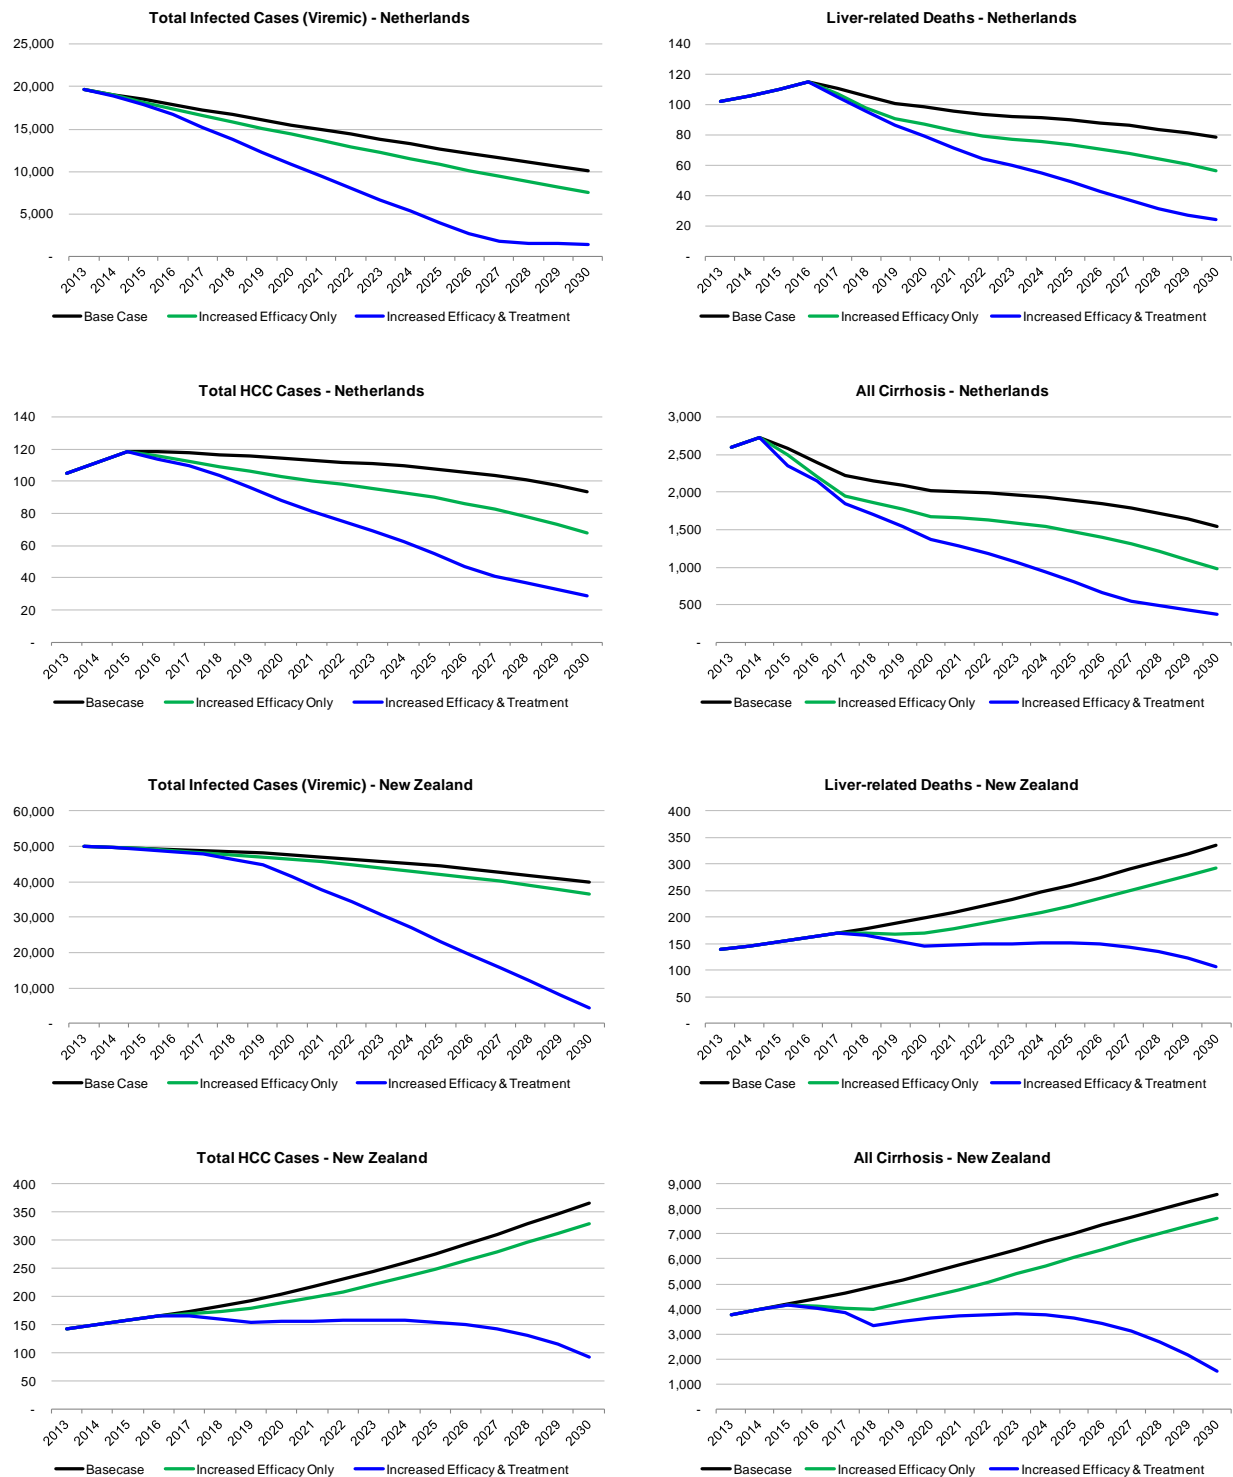 Total Infected Cases (Viremic) - Netherlands
25,000
20,000
15,000
10,000
5,000
-
2013 2014 2015 2016 2017 2018 2019 2020 2021 2022 2023 2024 2025 2026 2027 2028 2029 2030
Base Case Increased Efficacy Only Increased Efficacy & Treatment
Liver-related Deaths - Netherlands
140
120
100
80
60
40
20
-
2013 2014 2015 2016 2017 2018 2019 2020 2021 2022 2023 2024 2025 2026 2027 2028 2029 2030
Base Case Increased Efficacy Only Increased Efficacy & Treatment
Total HCC Cases - Netherlands
140
120
100
80
60
40
20
-
2013 2014 2015 2016 2017 2018 2019 2020 2021 2022 2023 2024 2025 2026 2027 2028 2029 2030
Basecase Increased Efficacy Only Increased Efficacy & Treatment
All Cirrhosis - Netherlands
3,000
2,500
2,000
1,500
1,000
500
-
2013 2014 2015 2016 2017 2018 2019 2020 2021 2022 2023 2024 2025 2026 2027 2028 2029 2030
Basecase Increased Efficacy Only Increased Efficacy & Treatment
Total Infected Cases (Viremic) - New Zealand
60,000
50,000
40,000
30,000
20,000
10,000
-
2013 2014 2015 2016 2017 2018 2019 2020 2021 2022 2023 2024 2025 2026 2027 2028 2029 2030
Base Case Increased Efficacy Only Increased Efficacy & Treatment
Liver-related Deaths - New Zealand
400
350
300
250
200
150
100
50
-
2013 2014 2015 2016 2017 2018 2019 2020 2021 2022 2023 2024 2025 2026 2027 2028 2029 2030
Base Case Increased Efficacy Only Increased Efficacy & Treatment
Total HCC Cases - New Zealand
400
350
300
250
200
150
100
50
-
2013 2014 2015 2016 2017 2018 2019 2020 2021 2022 2023 2024 2025 2026 2027 2028 2029 2030
Basecase Increased Efficacy Only Increased Efficacy & Treatment
All Cirrhosis - New Zealand
9,000
8,000
7,000
6,000
5,000
4,000
3,000
2,000
1,000
-
2013 2014 2015 2016 2017 2018 2019 2020 2021 2022 2023 2024 2025 2026 2027 2028 2029 2030
Basecase Increased Efficacy Only Increased Efficacy & Treatment